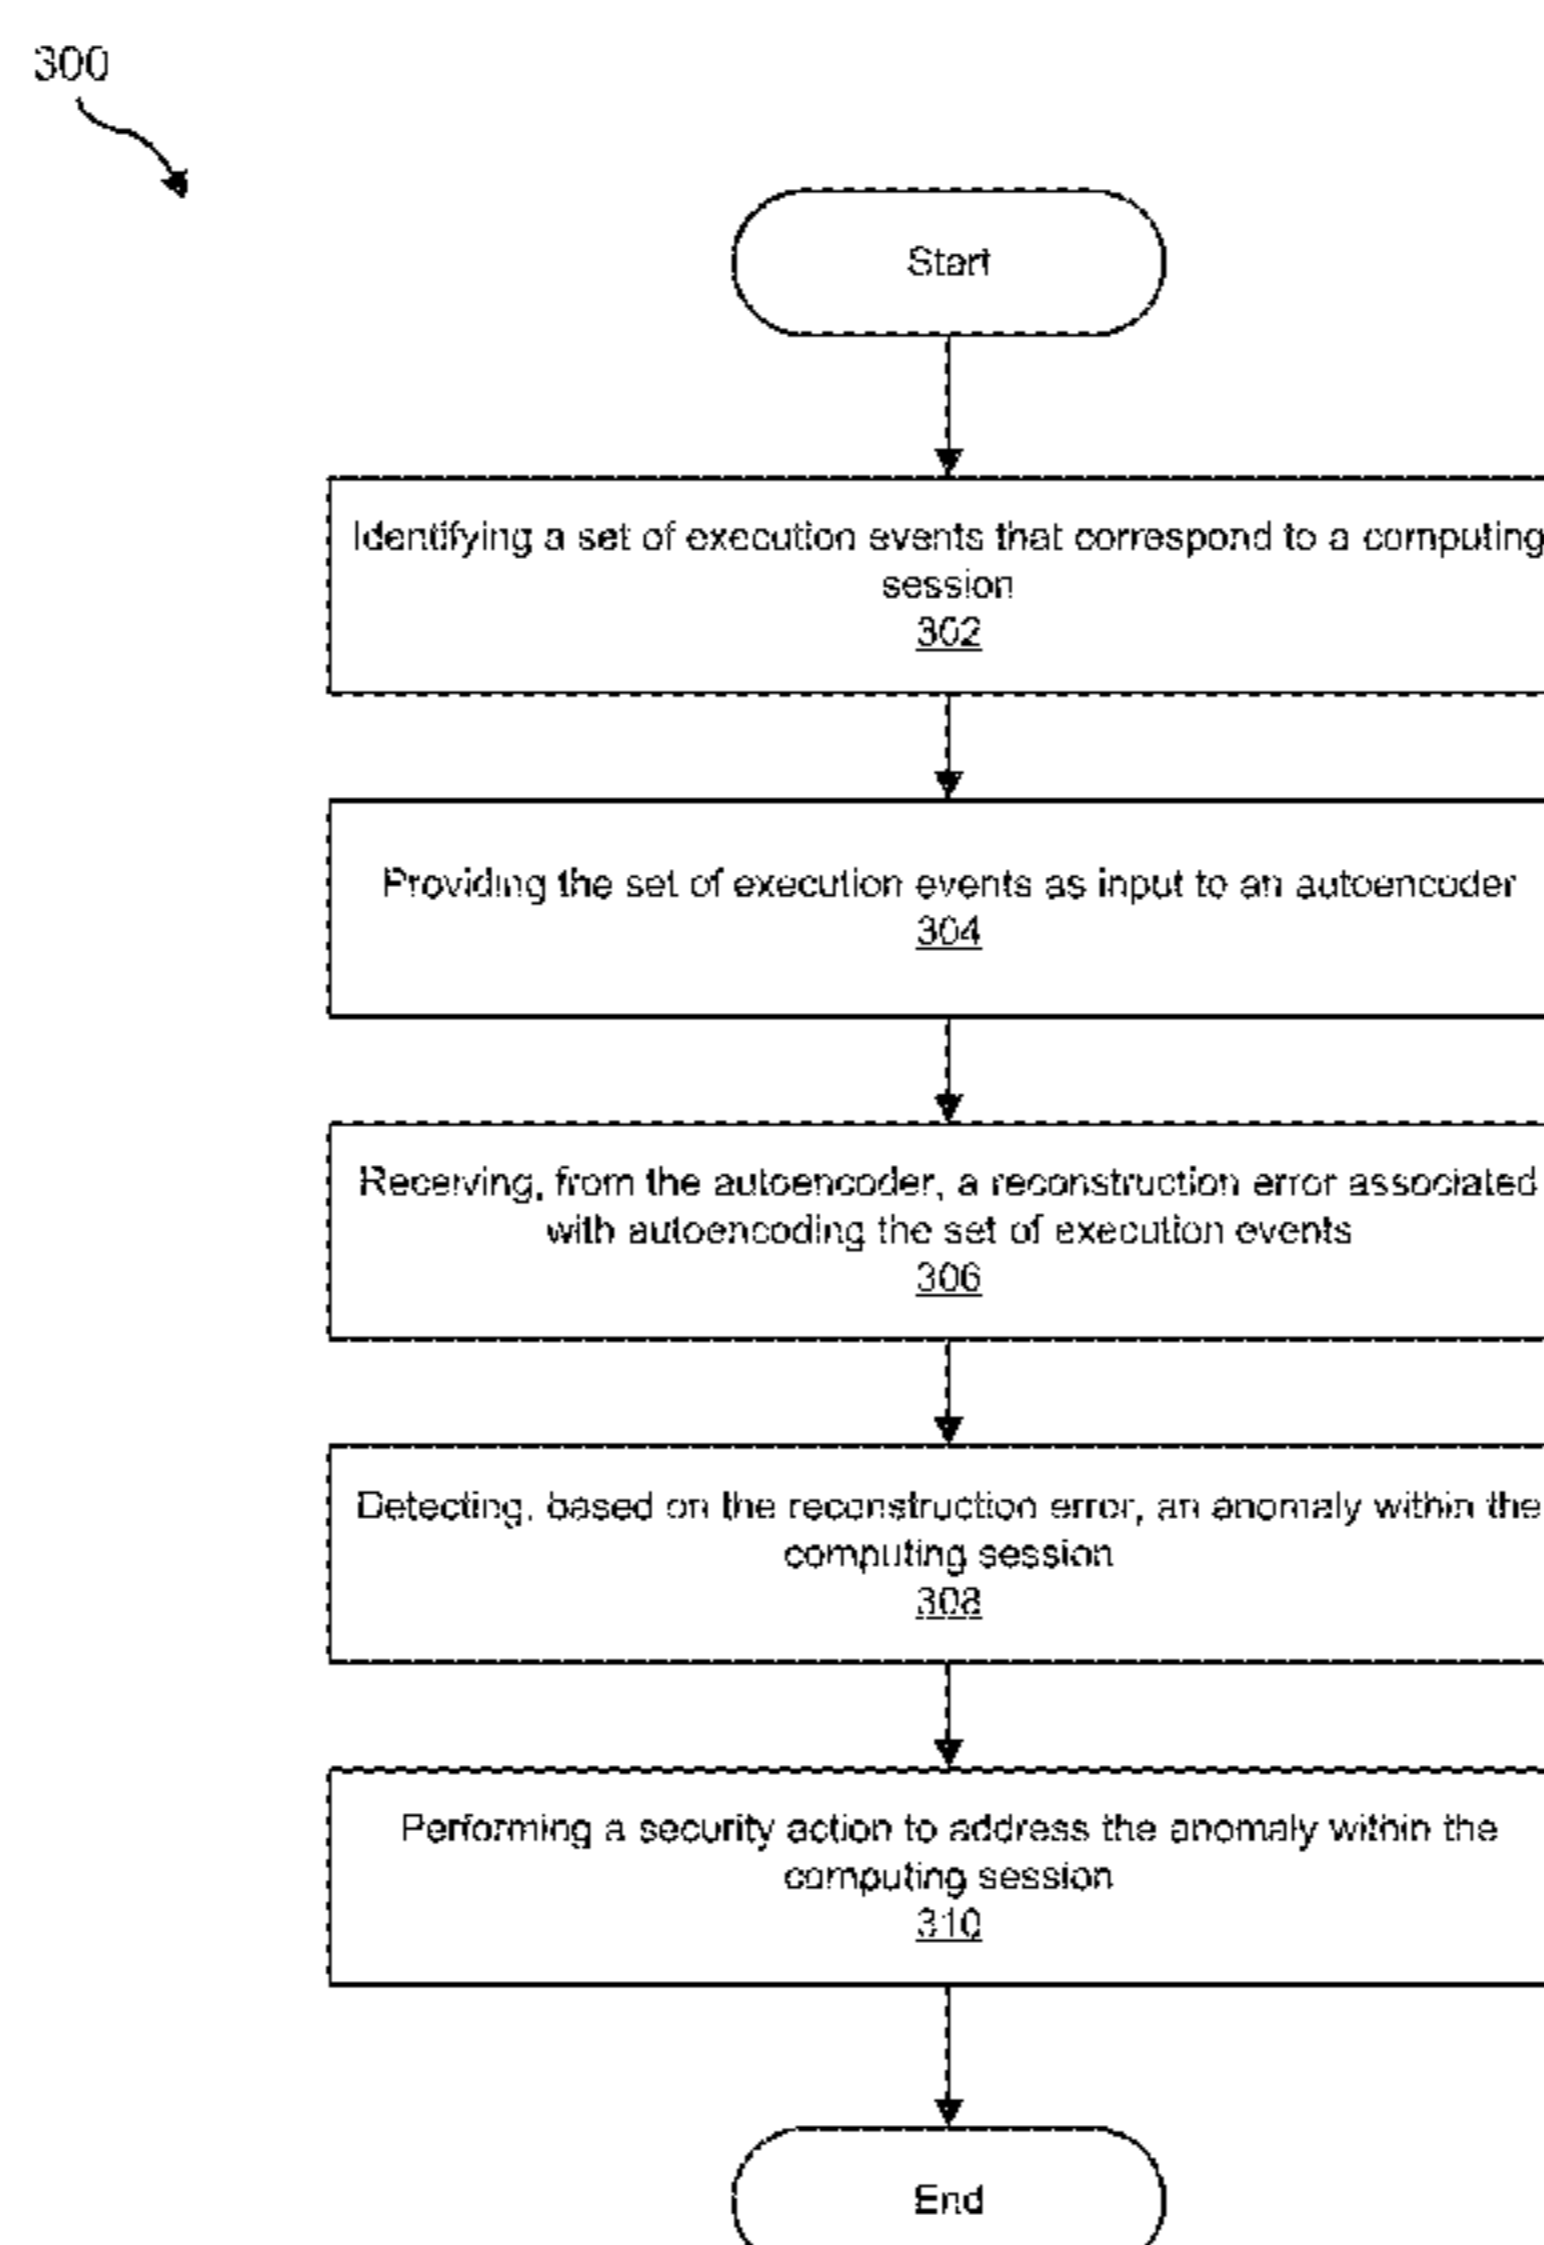 300
Start
Identifying a set of execution events that correspond to a computing
session
302
Providing the set of execution events as input to an autoencoder
304
Receiving, from the autoencoder, a reconstruction error associated
with autoencoding the set of execution events
306
Detecting, based on the reconstruction error, an anomaly within the
computing session
308
Performing a security action to address the anomaly within the
computing session
310
End